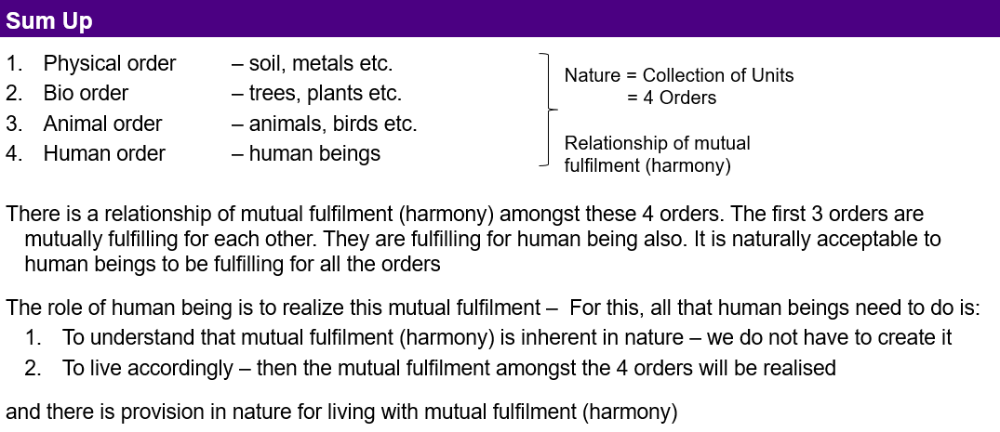 Sum Up
1. Physical order – soil, metals etc.
2. Bio order – trees, plants etc.
3. Animal order – animals, birds etc.
4. Human order – human beings
Nature = Collection of Units
= 4 Orders
Relationship of mutual
fulfilment (harmony)
There is a relationship of mutual fulfilment (harmony) amongst these 4 orders. The first 3 orders are
mutually fulfilling for each other. They are fulfilling for human being also. It is naturally acceptable to
human beings to be fulfilling for all the orders
The role of human being is to realize this mutual fulfilment – For this, all that human beings need to do is:
1. To understand that mutual fulfilment (harmony) is inherent in nature – we do not have to create it
2. To live accordingly – then the mutual fulfilment amongst the 4 orders will be realised
and there is provision in nature for living with mutual fulfilment (harmony)